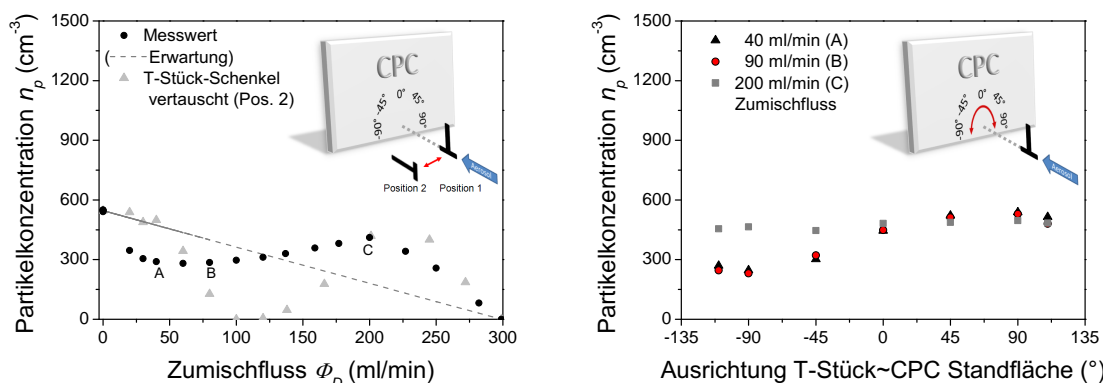 Partikelkonzentration n_p (cm⁻³)
1500
1200
900
600
300
0
Messwert
(--- Erwartung)
T-Stück-Schenkel
vertauscht (Pos. 2)
CPC
-90° -45° 0° 45° 90°
Aerosol
Position 2 Position 1
A
B
C
0 50 100 150 200 250 300
Zumischfluss Φ_D (ml/min)
Partikelkonzentration n_p (cm⁻³)
1500
1200
900
600
300
0
40 ml/min (A)
90 ml/min (B)
200 ml/min (C)
Zumischfluss
CPC
-90° -45° 0° 45° 90°
Aerosol
-135 -90 -45 0 45 90 135
Ausrichtung T-Stück~CPC Standfläche (°)